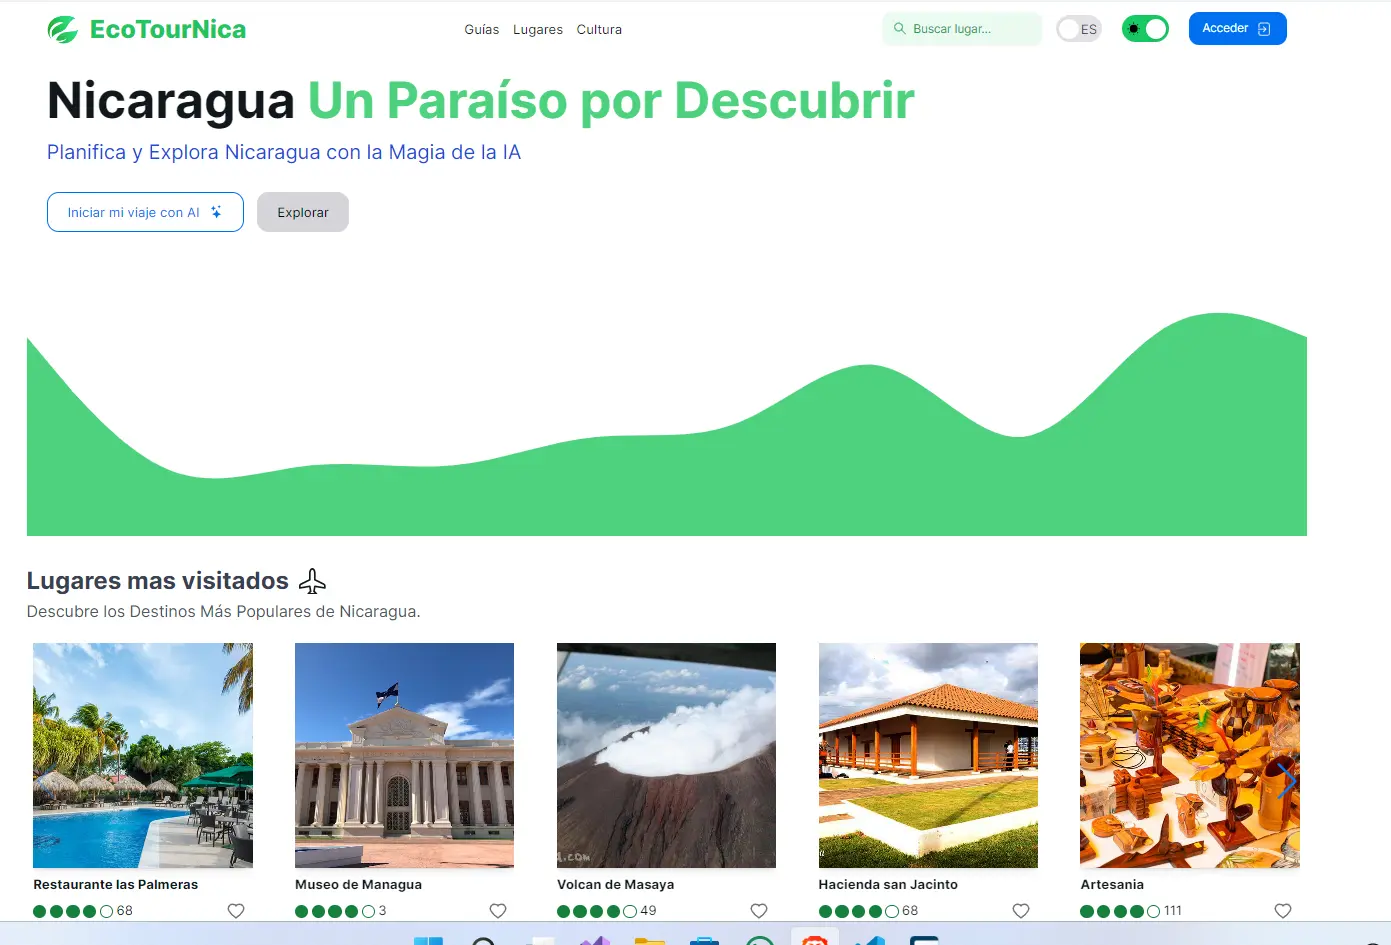 EcoTourNica
Guías Lugares Cultura
Buscar lugar...
ES
Acceder
Nicaragua Un Paraíso por Descubrir
Planifica y Explora Nicaragua con la Magia de la IA
Iniciar mi viaje con AI
Explorar
Lugares mas visitados
Descubre los Destinos Más Populares de Nicaragua.
Restaurante las Palmeras
68
Museo de Managua
3
Volcan de Masaya
49
Hacienda san Jacinto
68
Artesania
111